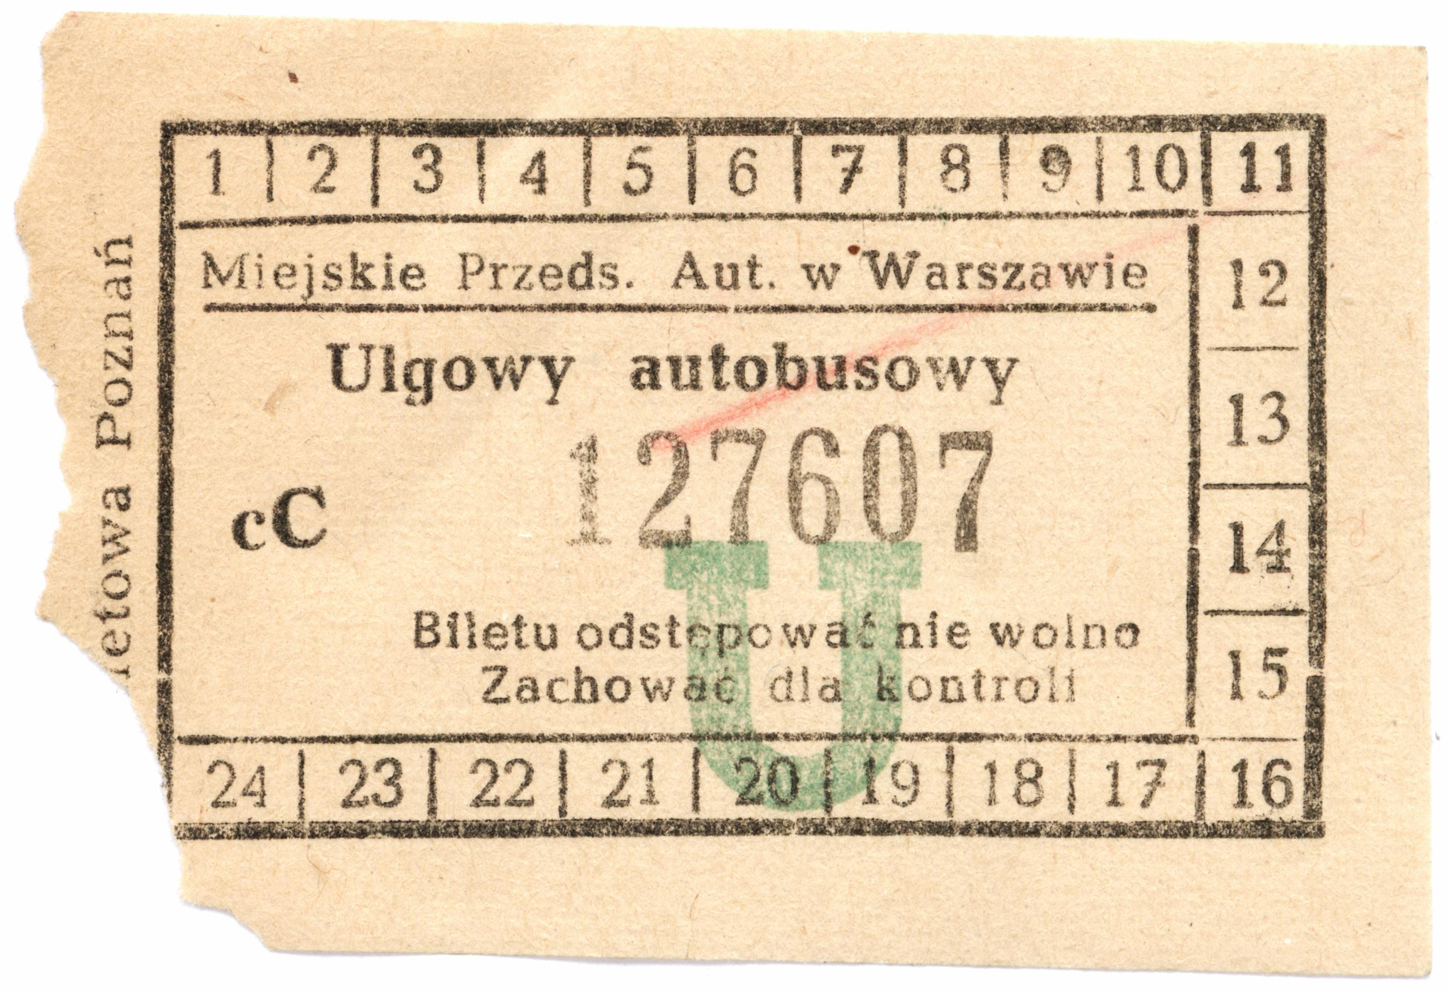 1 2 3 4 5 6 7 8 9 10 11
Miejskie Przeds. Aut. w Warszawie
12
Ulgowy autobusowy
13
cC 127607
14
U
Biletu odstępować nie wolno
Zachować dla kontroli
15
24 23 22 21 20 19 18 17 16
letowa Poznań